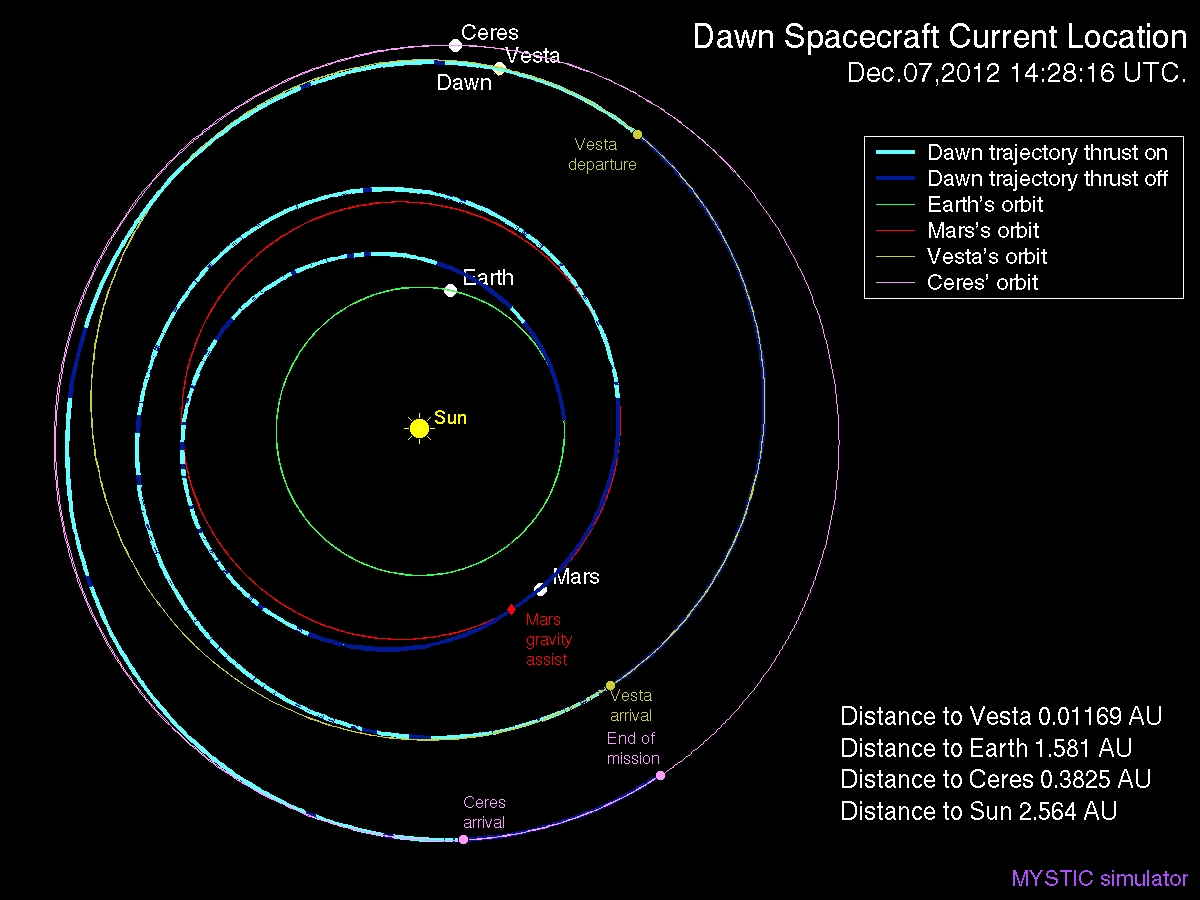 Dawn Spacecraft Current Location
Dec.07,2012 14:28:16 UTC.
Ceres
Vesta
Dawn
Vesta
departure
Dawn trajectory thrust on
Dawn trajectory thrust off
Earth's orbit
Mars's orbit
Vesta's orbit
Ceres' orbit
Earth
Sun
Mars
Mars
gravity
assist
Vesta
arrival
End of
mission
Ceres
arrival
Distance to Vesta 0.01169 AU
Distance to Earth 1.581 AU
Distance to Ceres 0.3825 AU
Distance to Sun 2.564 AU
MYSTIC simulator